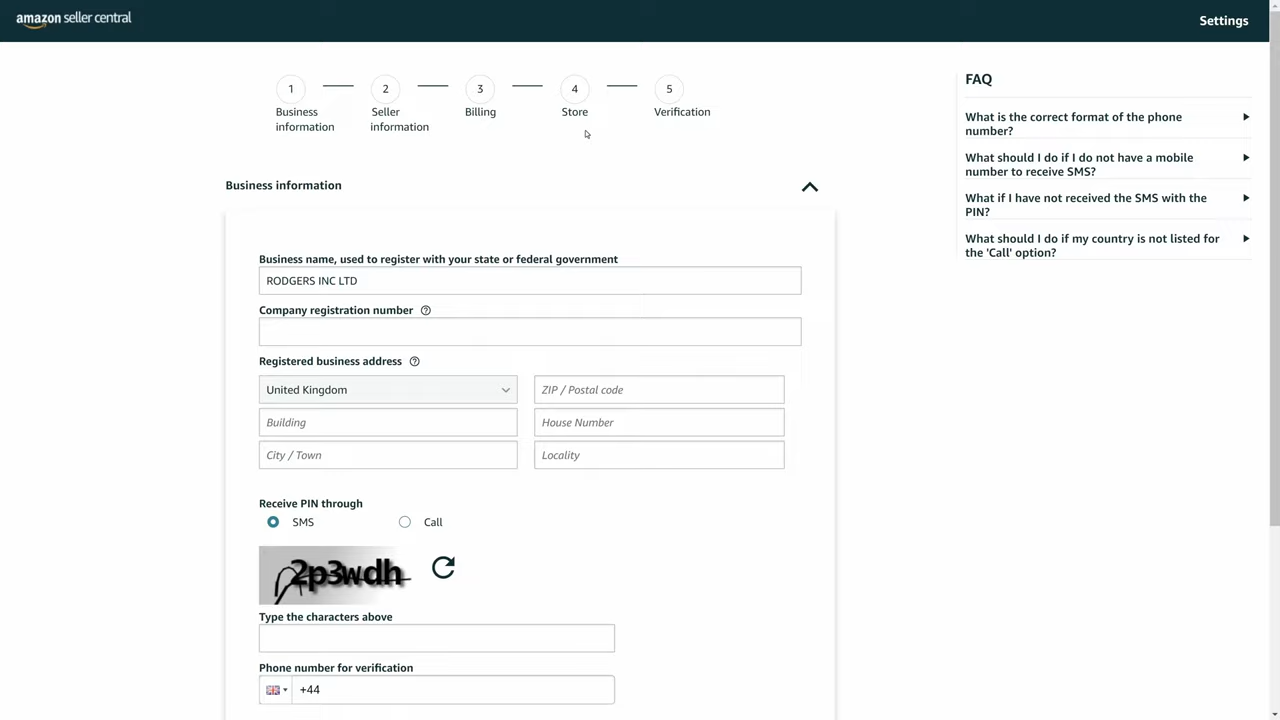 amazon seller central
Settings
1
2
3
4
5
Business
information
Seller
information
Billing
Store
Verification
FAQ
What is the correct format of the phone
number?
What should I do if I do not have a mobile
number to receive SMS?
What if I have not received the SMS with the
PIN?
What should I do if my country is not listed for
the 'Call' option?
Business information
Business name, used to register with your state or federal government
RODGERS INC LTD
Company registration number
Registered business address
United Kingdom
ZIP / Postal code
Building
House Number
City / Town
Locality
Receive PIN through
SMS
Call
2p3wdh
Type the characters above
Phone number for verification
+44